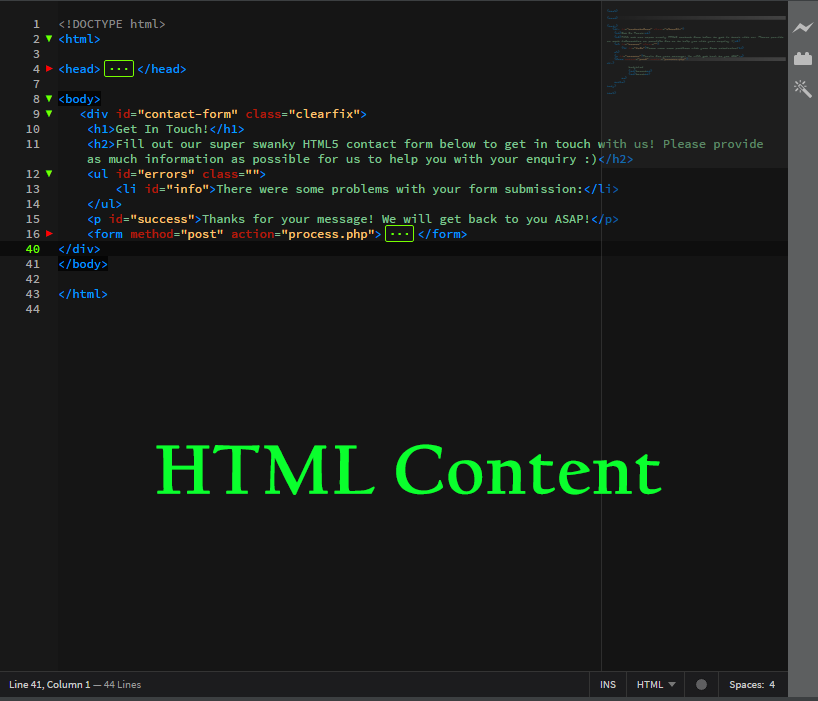 1 <!DOCTYPE html>
2 <html>
3
4 <head> ... </head>
7
8 <body>
9 <div id="contact-form" class="clearfix">
10 <h1>Get In Touch!</h1>
11 <h2>Fill out our super swanky HTML5 contact form below to get in touch with us! Please provide
as much information as possible for us to help you with your enquiry :)</h2>
12 <ul id="errors" class="">
13 <li id="info">There were some problems with your form submission:</li>
14 </ul>
15 <p id="success">Thanks for your message! We will get back to you ASAP!</p>
16 <form method="post" action="process.php"> ... </form>
40 </div>
41 </body>
42
43 </html>
44
HTML Content
Line 41, Column 1 — 44 Lines INS HTML Spaces: 4